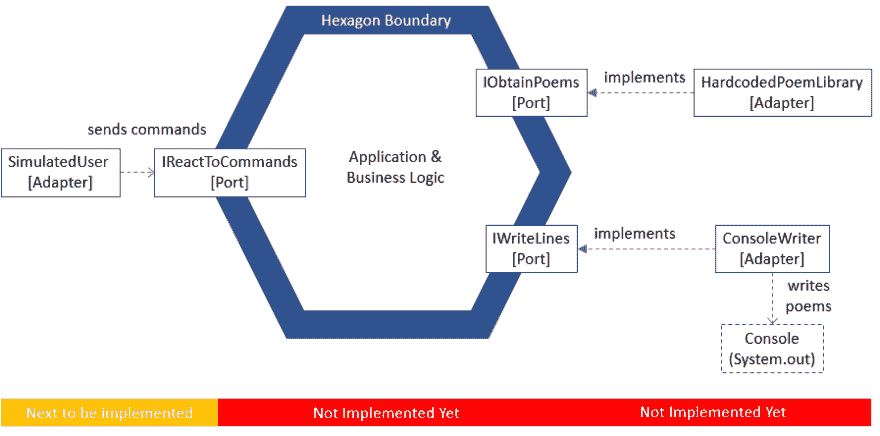 Hexagon Boundary
IObtainPoems
[Port]
implements
HardcodedPoemLibrary
[Adapter]
sends commands
SimulatedUser
[Adapter]
IReactToCommands
[Port]
Application &
Business Logic
IWriteLines
[Port]
implements
ConsoleWriter
[Adapter]
writes
poems
Console
(System.out)
Next to be implemented
Not Implemented Yet
Not Implemented Yet